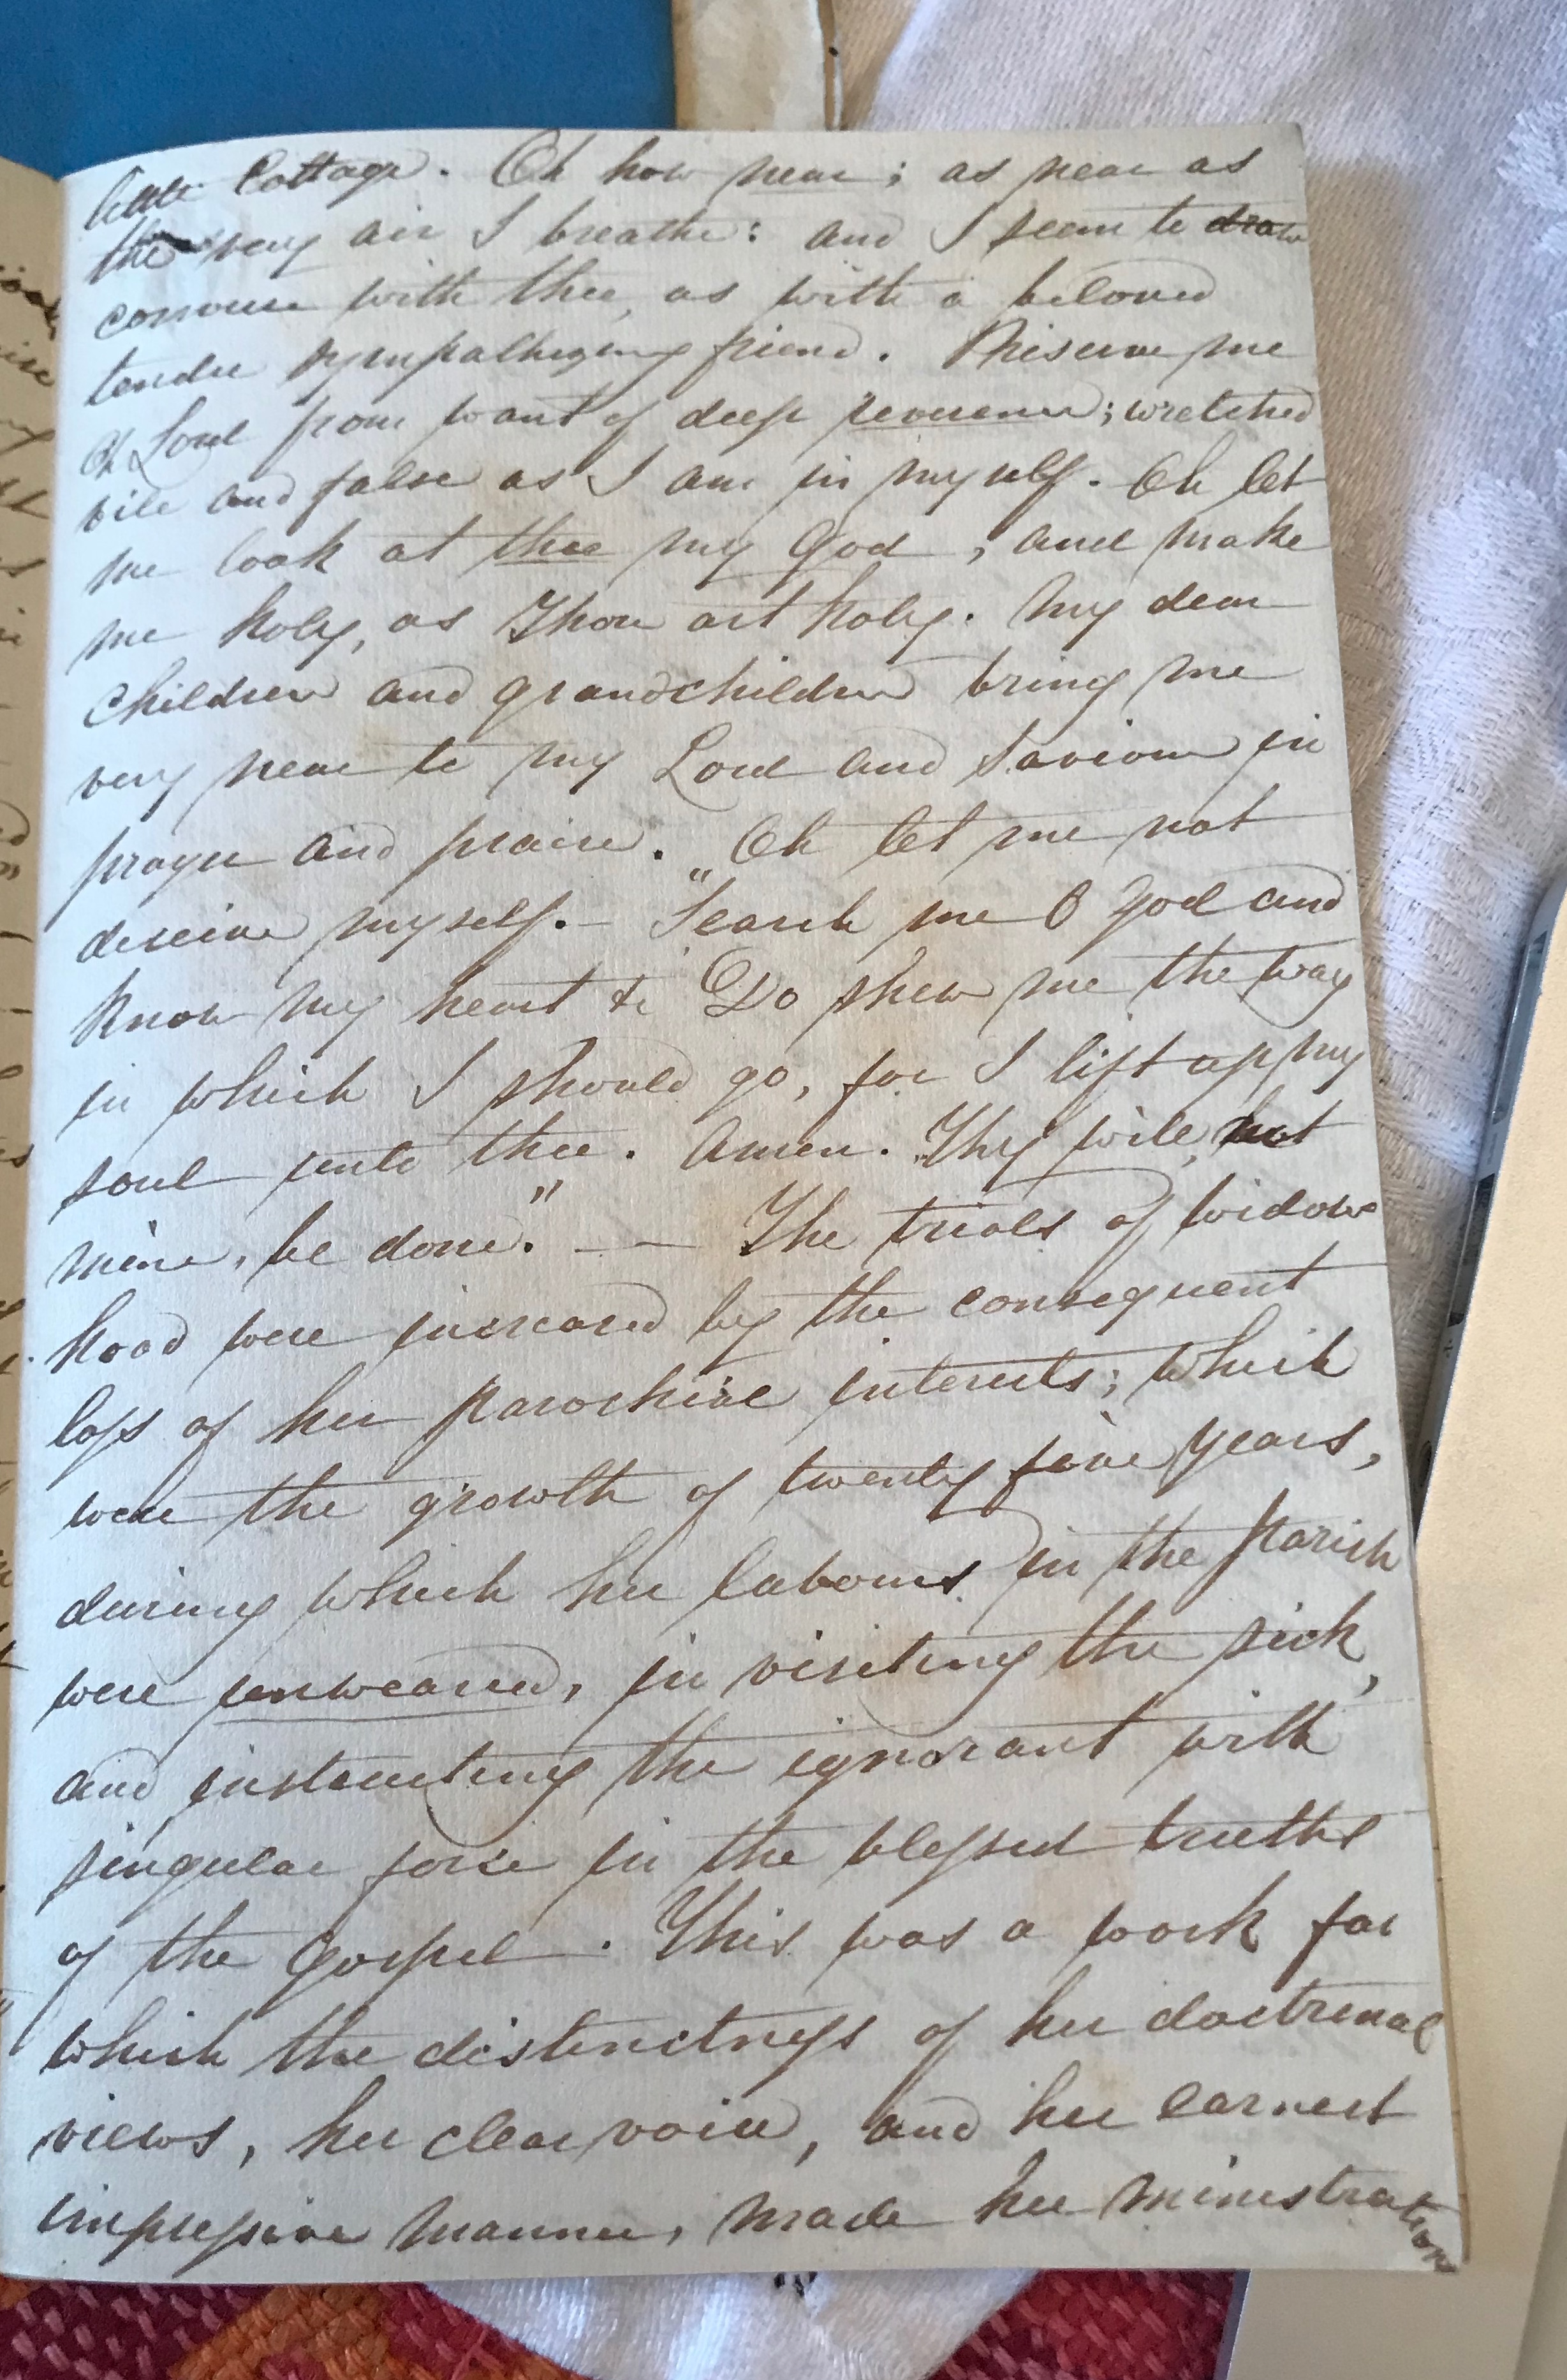 little Cottage. Oh how near; as near as
the very air I breathe: and I seem to draw
converse with thee, as with a beloved
tender sympathizing friend. Preserve me
Oh Lord from want of deep reverence; wretched
vile and false as I am in myself. Oh let
me look at thee my God, and make
me holy, as Thou art holy. My dear
children and grandchildren bring me
very near to my Lord and Saviour in
prayer and praise. Oh let me not
deceive myself. – "Search me O God and
know my heart &c Do shew me the way
in which I should go, for I lift up my
soul unto thee. Amen. Thy will, not
mine, be done." – – The trials of widow
hood were increased by the consequent
loss of her parochial interests; which
were the growth of twenty five years,
during which her labours in the parish
were unwearied, in visiting the sick,
and instructing the ignorant with
singular force in the blessed truths
of the Gospel. This was a work for
which the distinctness of her doctrinal
views, her clear voice, and her earnest
impressive manner, made her ministrations